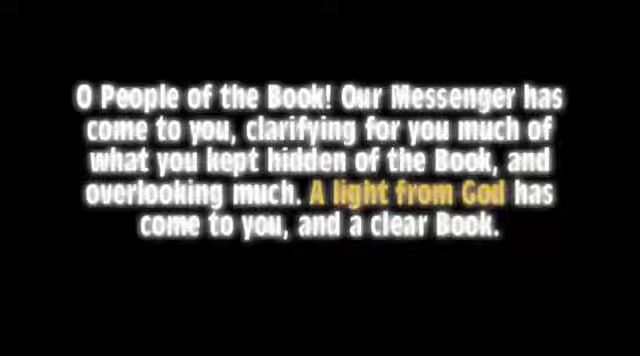 O People of the Book! Our Messenger has
come to you, clarifying for you much of
what you kept hidden of the Book, and
overlooking much. A light from God has
come to you, and a clear Book.